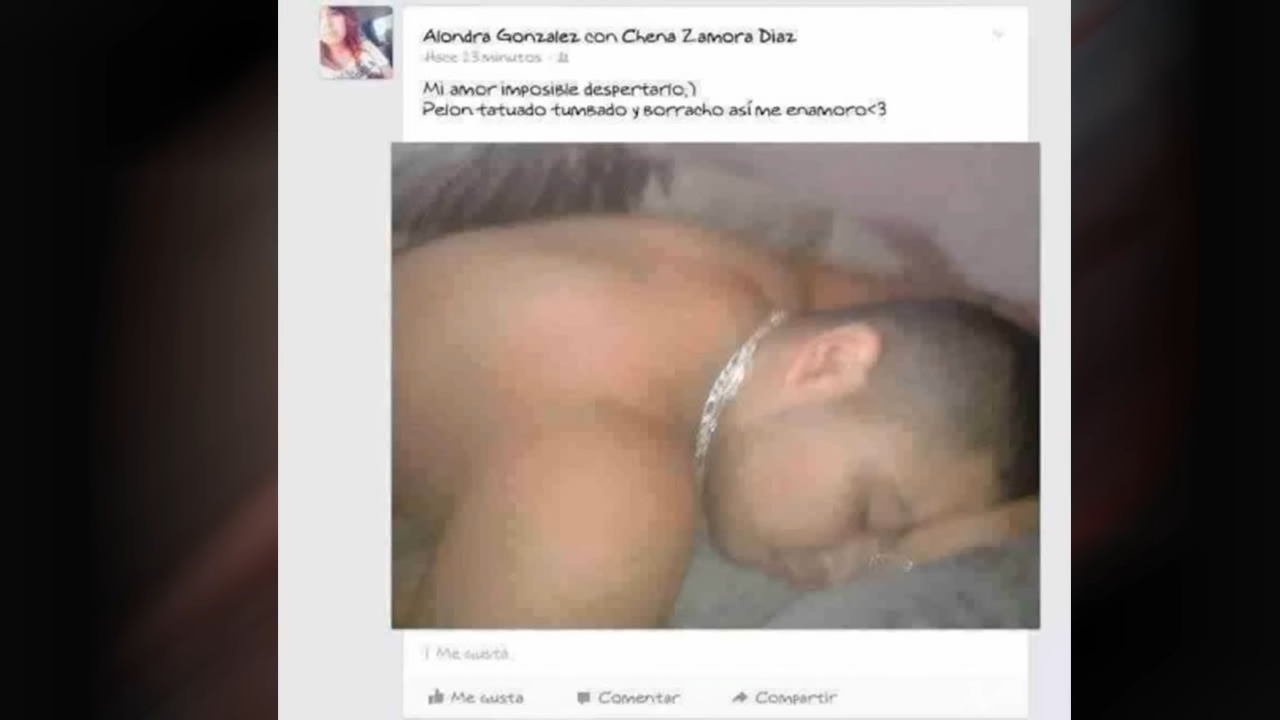 Alondra Gonzalez con Chena Zamora Diaz
Hace 23 minutos
Mi amor imposible despertarlo,)
Pelon tatuado tumbado y borracho así me enamoro<3
1 Me gusta
Me gusta Comentar Compartir